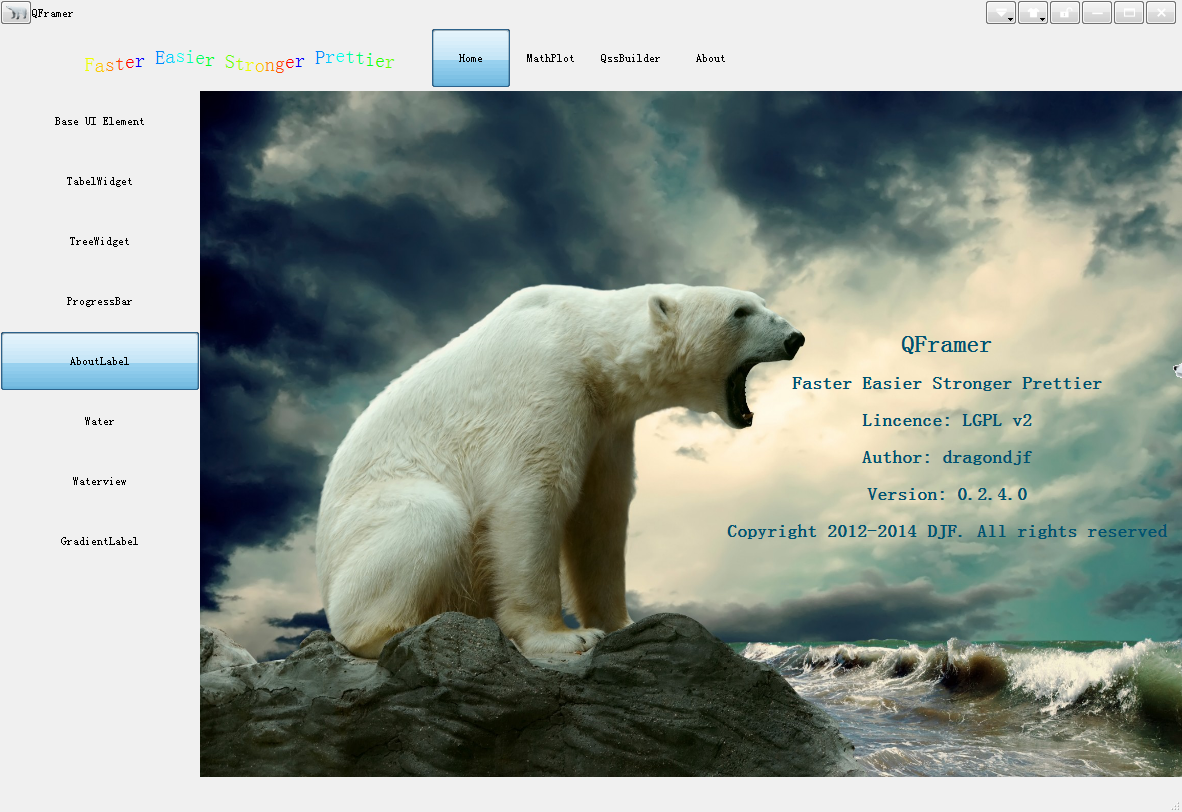 QFramer
Faster Easier Stronger Prettier
Home
MathPlot
QssBuilder
About
Base UI Element
TabelWidget
TreeWidget
ProgressBar
AboutLabel
Water
Waterview
GradientLabel
QFramer
Faster Easier Stronger Prettier
Lincence: LGPL v2
Author: dragondjf
Version: 0.2.4.0
Copyright 2012-2014 DJF. All rights reserved